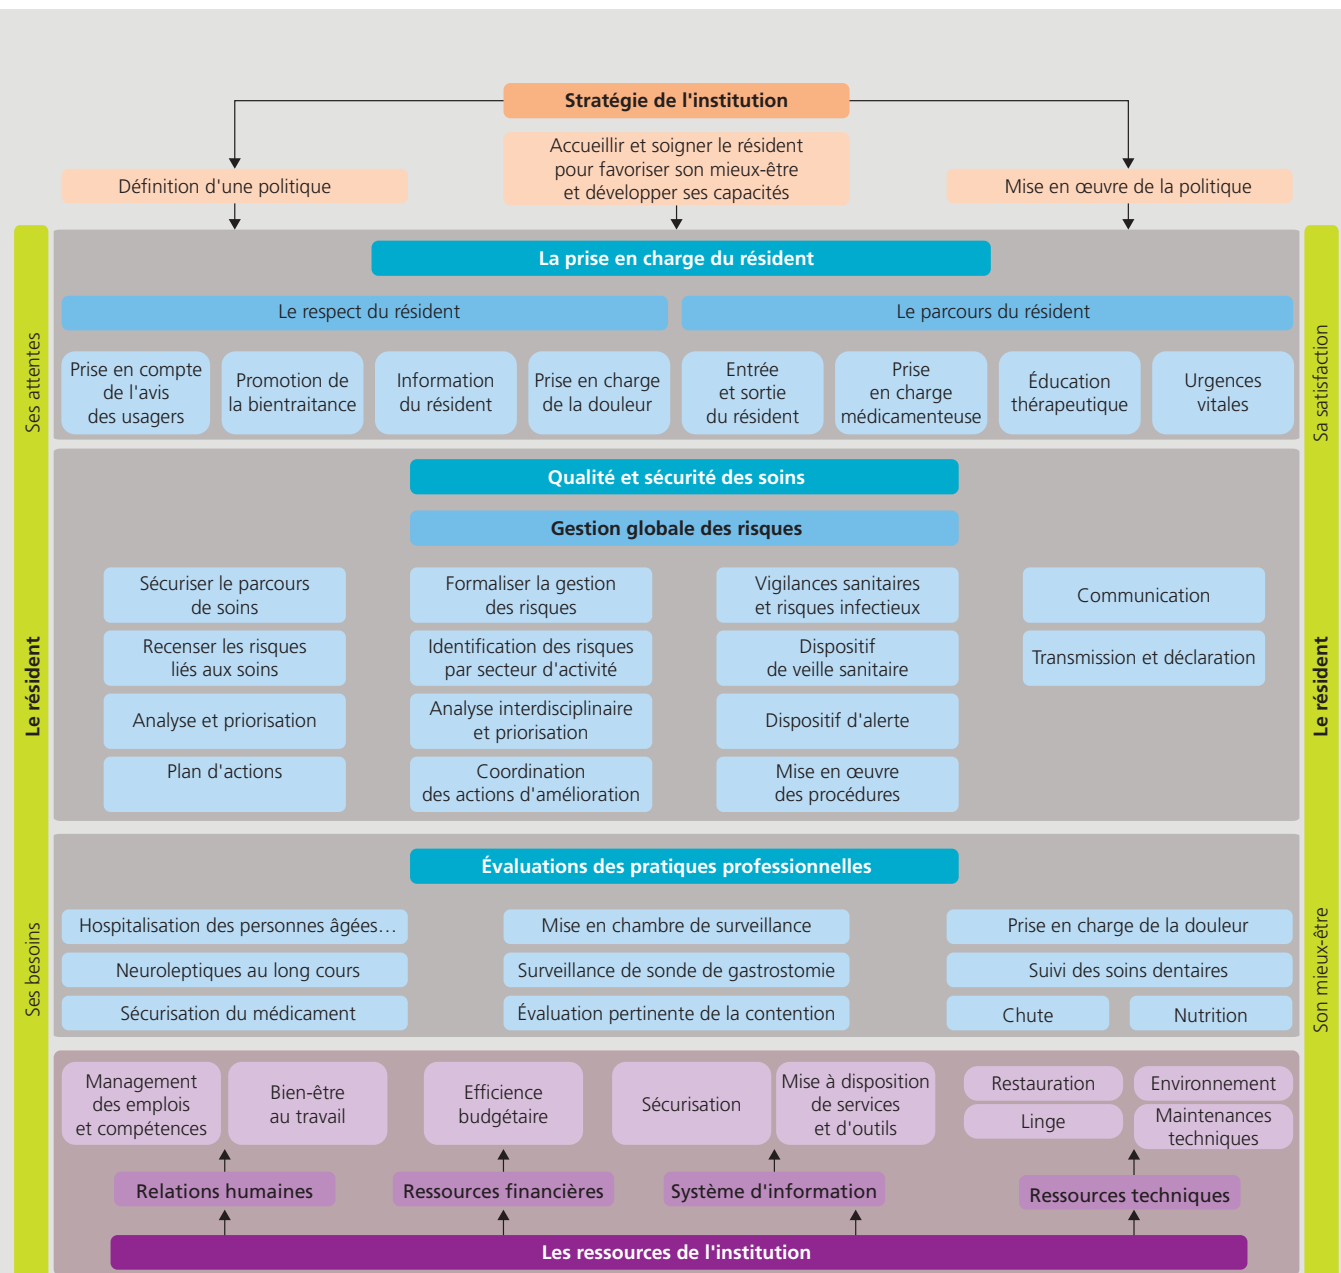 Stratégie de l'institution
Accueillir et soigner le résident
pour favoriser son mieux-être
et développer ses capacités
Définition d'une politique
Mise en œuvre de la politique
La prise en charge du résident
Le respect du résident
Le parcours du résident
Prise en compte
de l'avis
des usagers
Promotion de
la bientraitance
Information
du résident
Prise en charge
de la douleur
Entrée
et sortie
du résident
Prise
en charge
médicamenteuse
Éducation
thérapeutique
Urgences
vitales
Qualité et sécurité des soins
Gestion globale des risques
Sécuriser le parcours
de soins
Recenser les risques
liés aux soins
Analyse et priorisation
Plan d'actions
Formaliser la gestion
des risques
Identification des risques
par secteur d'activité
Analyse interdisciplinaire
et priorisation
Coordination
des actions d'amélioration
Vigilances sanitaires
et risques infectieux
Dispositif
de veille sanitaire
Dispositif d'alerte
Mise en œuvre
des procédures
Communication
Transmission et déclaration
Évaluations des pratiques professionnelles
Hospitalisation des personnes âgées…
Neuroleptiques au long cours
Sécurisation du médicament
Mise en chambre de surveillance
Surveillance de sonde de gastrostomie
Évaluation pertinente de la contention
Prise en charge de la douleur
Suivi des soins dentaires
Chute
Nutrition
Management
des emplois
et compétences
Bien-être
au travail
Efficience
budgétaire
Sécurisation
Mise à disposition
de services
et d'outils
Restauration
Environnement
Linge
Maintenances
techniques
Relations humaines
Ressources financières
Système d'information
Ressources techniques
Les ressources de l'institution
Ses attentes
Le résident
Ses besoins
Sa satisfaction
Le résident
Son mieux-être